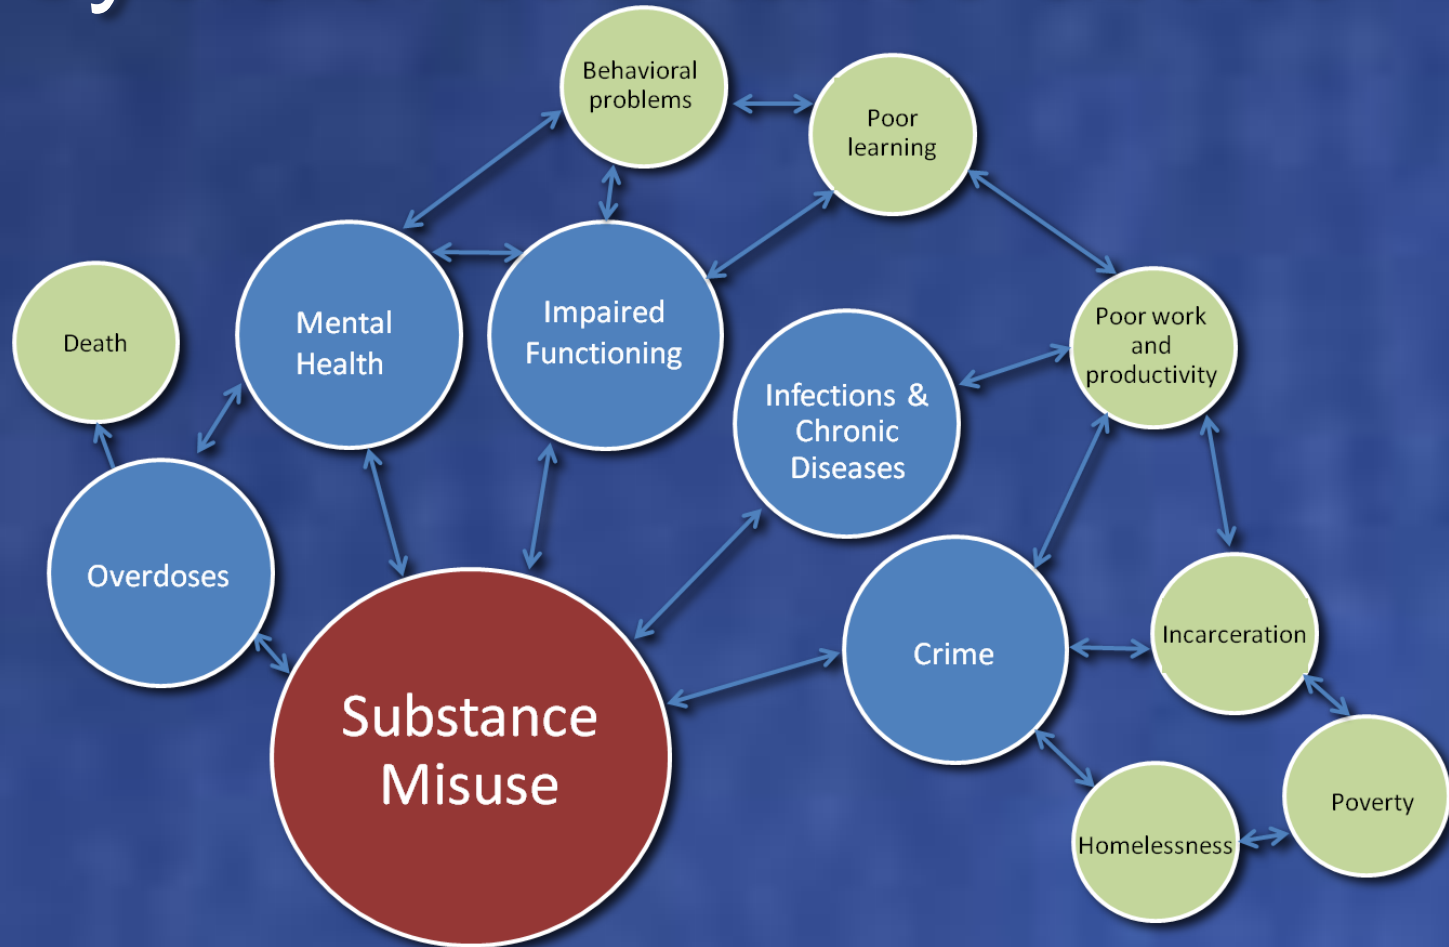 Behavioral
problems
Poor
learning
Death
Mental
Health
Impaired
Functioning
Infections &
Chronic
Diseases
Poor work
and
productivity
Overdoses
Crime
Incarceration
Substance
Misuse
Poverty
Homelessness